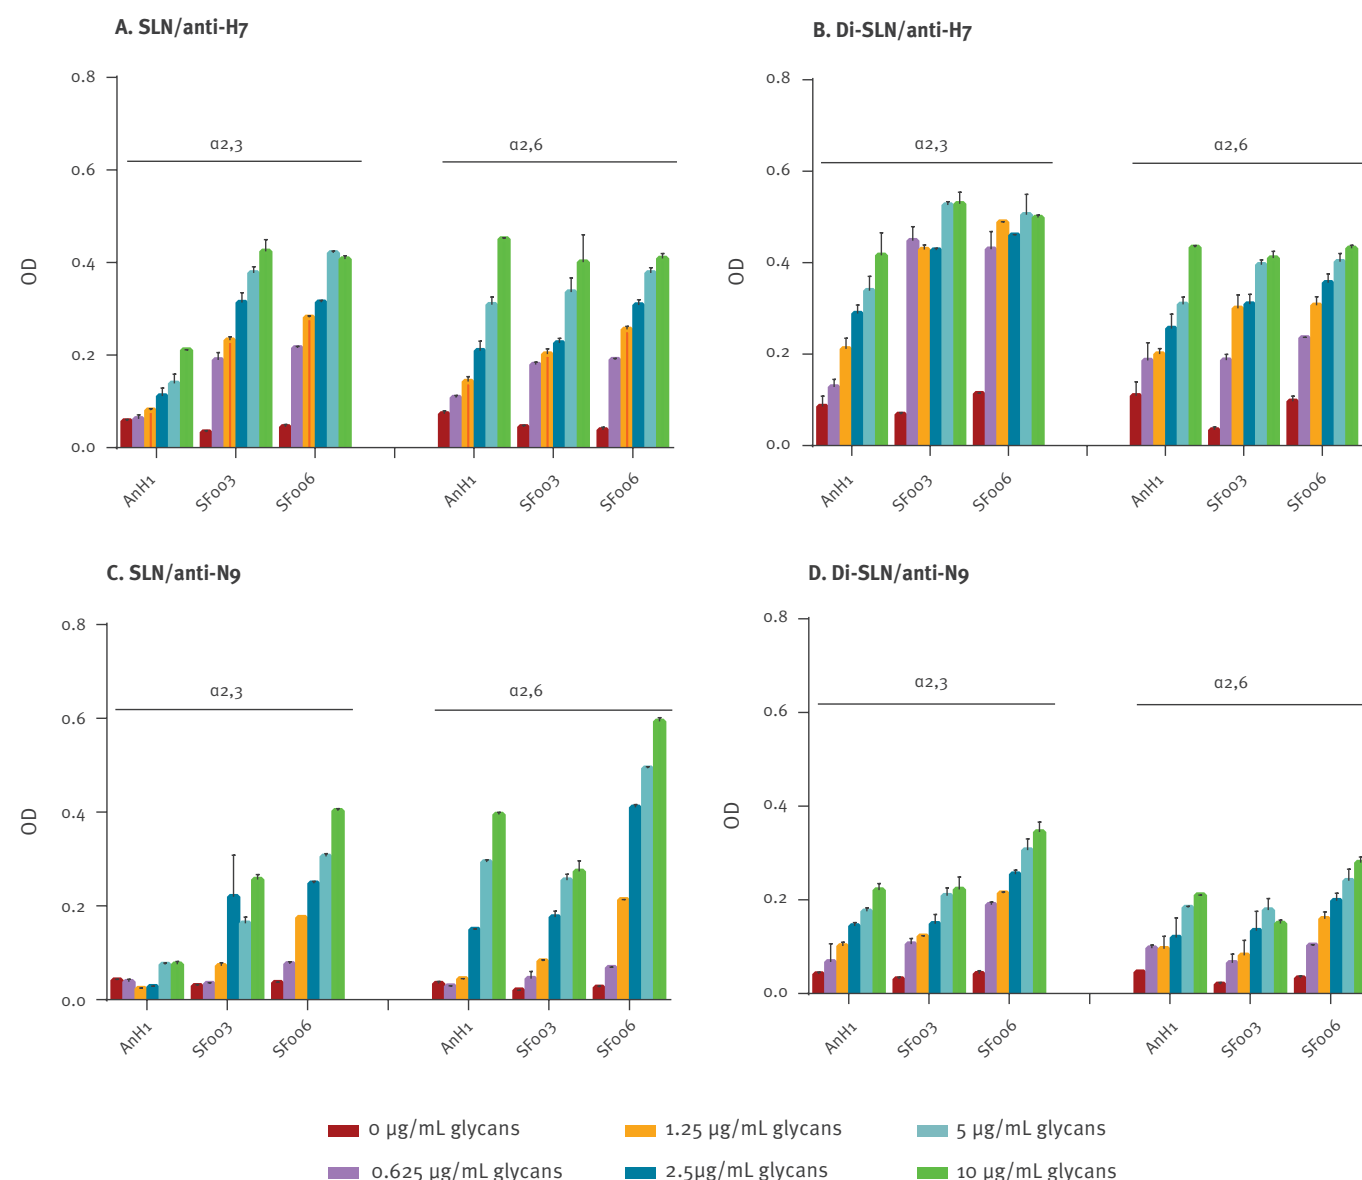 A. SLN/anti-H7
B. Di-SLN/anti-H7
0.8
0.6
0.4
0.2
0.0
OD
α2,3
α2,6
AnH1
SF003
SF006
AnH1
SF003
SF006
0.8
0.6
0.4
0.2
0.0
OD
α2,3
α2,6
AnH1
SF003
SF006
AnH1
SF003
SF006
C. SLN/anti-N9
D. Di-SLN/anti-N9
0.8
0.6
0.4
0.2
0.0
OD
α2,3
α2,6
AnH1
SF003
SF006
AnH1
SF003
SF006
0.8
0.6
0.4
0.2
0.0
OD
α2,3
α2,6
AnH1
SF003
SF006
AnH1
SF003
SF006
0 µg/mL glycans
1.25 µg/mL glycans
5 µg/mL glycans
0.625 µg/mL glycans
2.5µg/mL glycans
10 µg/mL glycans